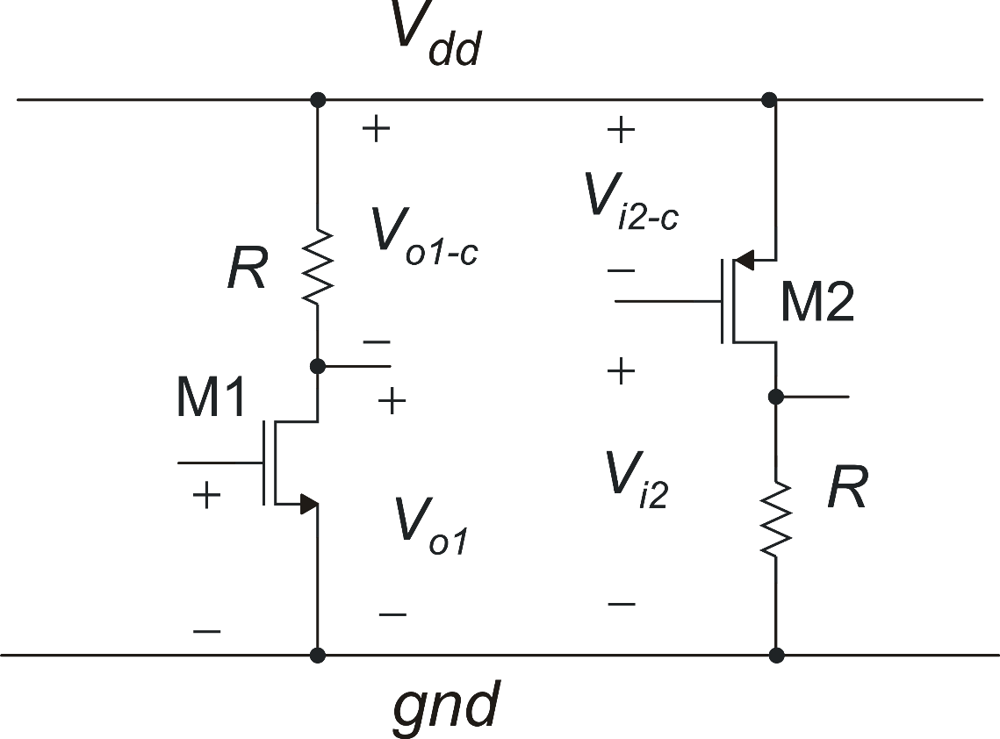 Vdd
+ +
Vi2-c
Vo1-c
R
−
M2
−
+
M1
+
+
Vi2
R
Vo1
−
−
−
gnd